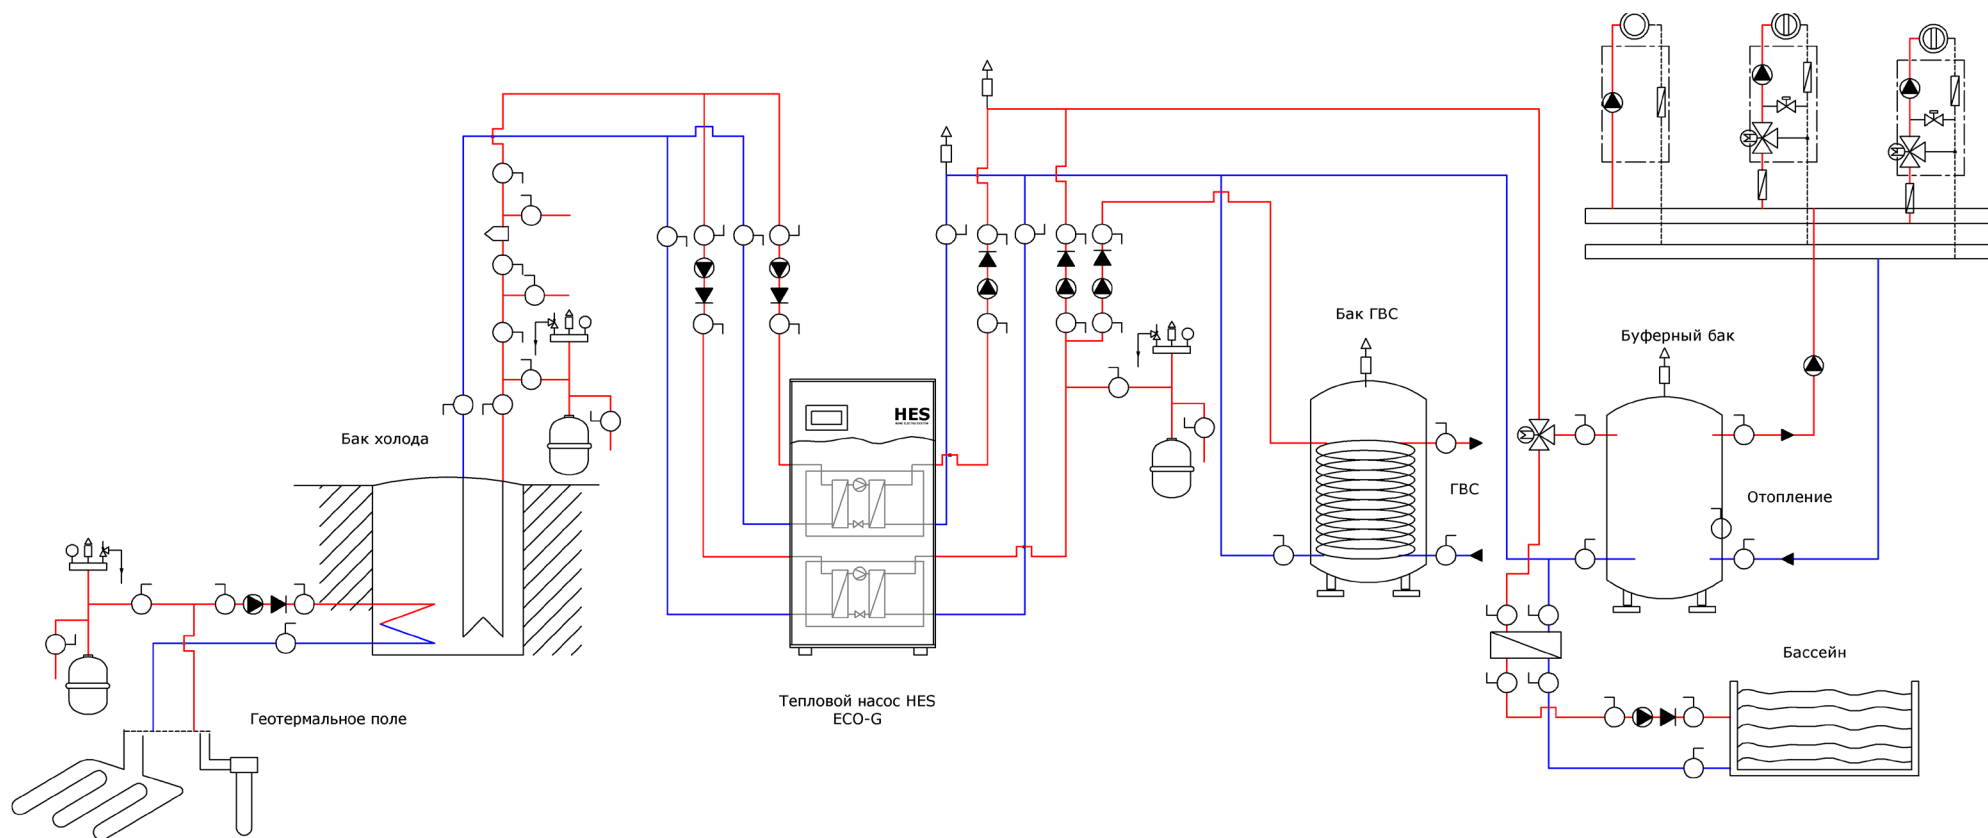 Бак ГВС
Буферный бак
HES
Бак холода
ГВС
Отопление
Бассейн
Тепловой насос HES
ECO-G
Геотермальное поле